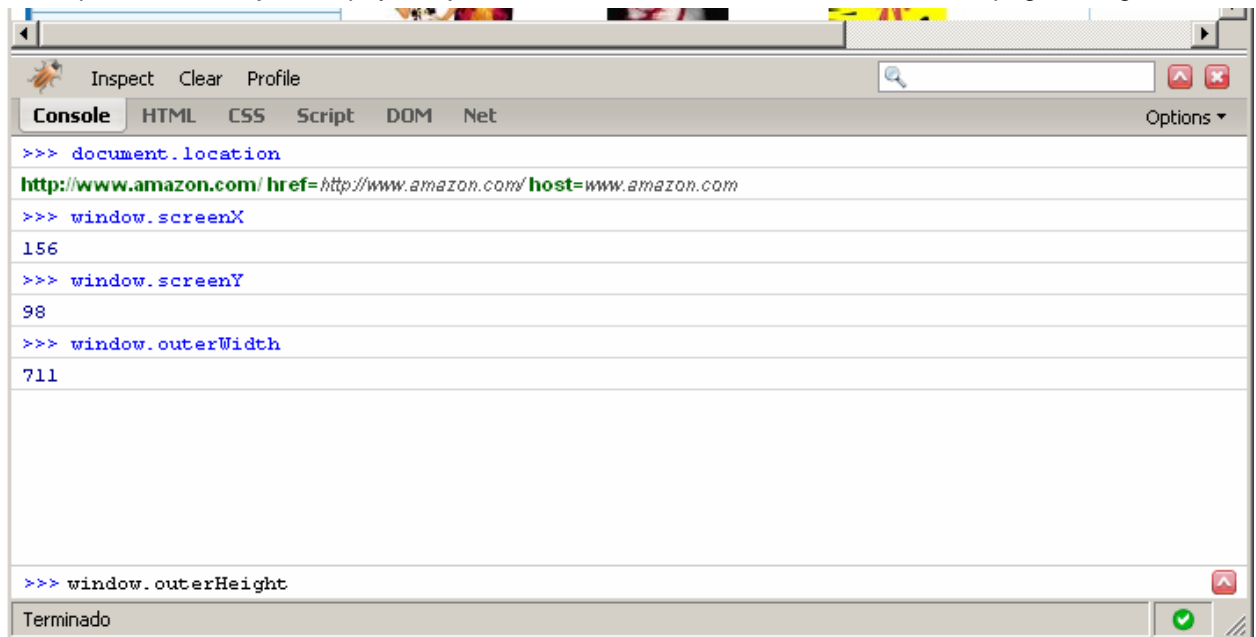 Inspect Clear Profile
Console HTML CSS Script DOM Net Options
>>> document.location
http://www.amazon.com/ href=http://www.amazon.com/ host=www.amazon.com
>>> window.screenX
156
>>> window.screenY
98
>>> window.outerWidth
711
>>> window.outerHeight
Terminado